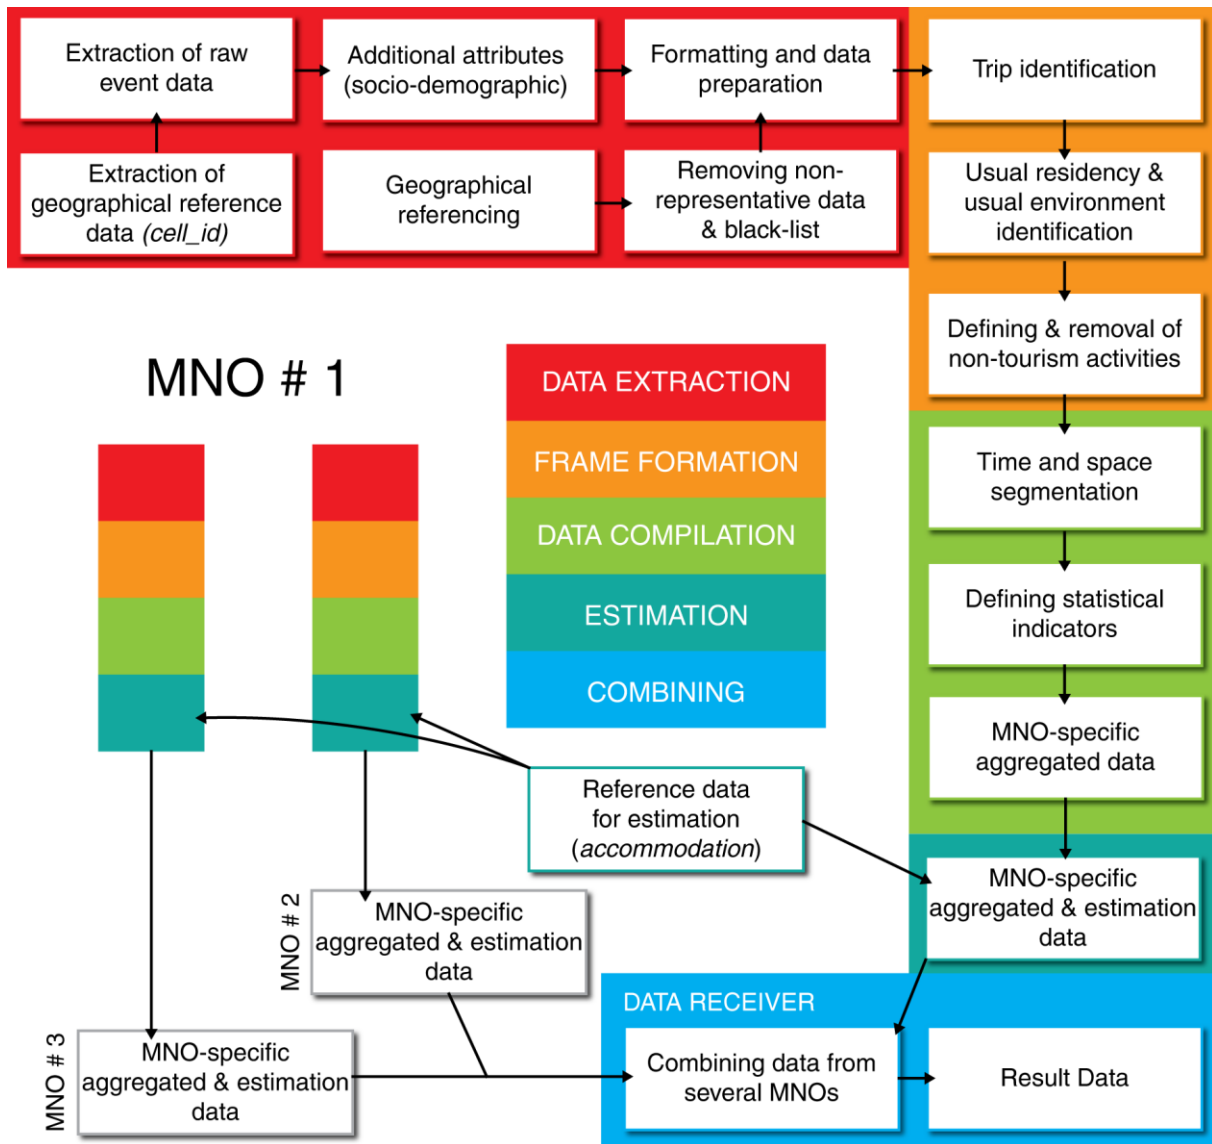 Extraction of raw
event data
Additional attributes
(socio-demographic)
Formatting and data
preparation
Trip identification
Extraction of
geographical reference
data (cell_id)
Geographical
referencing
Removing non-
representative data
& black-list
Usual residency &
usual environment
identification
Defining & removal of
non-tourism activities
MNO # 1
DATA EXTRACTION
FRAME FORMATION
DATA COMPILATION
ESTIMATION
COMBINING
Time and space
segmentation
Defining statistical
indicators
MNO-specific
aggregated data
Reference data
for estimation
(accommodation)
MNO-specific
aggregated & estimation
data
MNO # 2
MNO-specific
aggregated & estimation
data
MNO # 3
MNO-specific
aggregated & estimation
data
DATA RECEIVER
Combining data from
several MNOs
Result Data